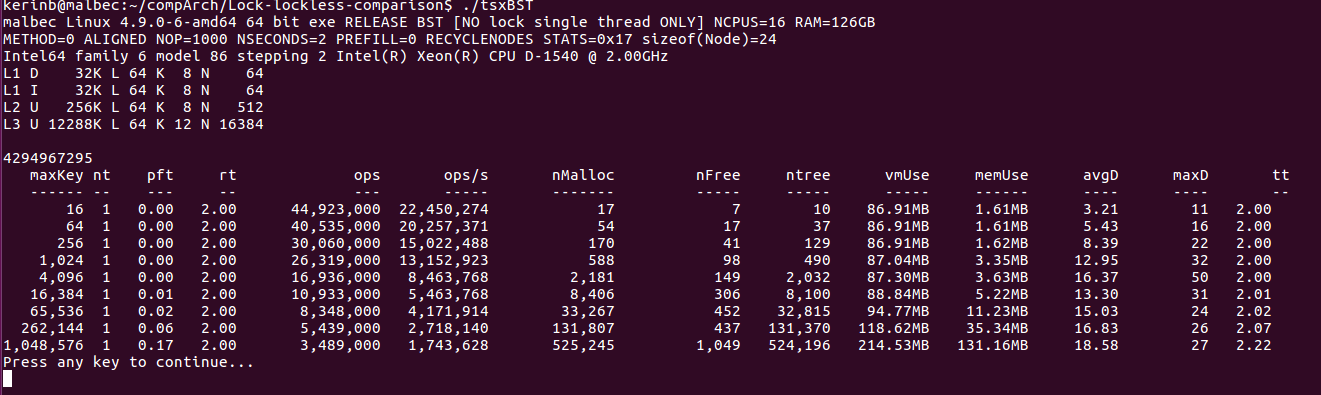 kerinb@malbec:~/compArch/Lock-lockless-comparison$ ./tsxBST
malbec Linux 4.9.0-6-amd64 64 bit exe RELEASE BST [NO lock single thread ONLY] NCPUS=16 RAM=126GB
METHOD=0 ALIGNED NOP=1000 NSECONDS=2 PREFILL=0 RECYCLENODES STATS=0x17 sizeof(Node)=24
Intel64 family 6 model 86 stepping 2 Intel(R) Xeon(R) CPU D-1540 @ 2.00GHz
L1 D    32K L 64 K  8 N    64
L1 I    32K L 64 K  8 N    64
L2 U   256K L 64 K  8 N   512
L3 U 12288K L 64 K 12 N 16384
4294967295
maxKey nt pft rt ops ops/s nMalloc nFree ntree vmUse memUse avgD maxD tt
------ -- --- -- --- ----- ------- ----- ----- ----- ------ ---- ---- --
16 1 0.00 2.00 44,923,000 22,450,274 17 7 10 86.91MB 1.61MB 3.21 11 2.00
64 1 0.00 2.00 40,535,000 20,257,371 54 17 37 86.91MB 1.61MB 5.43 16 2.00
256 1 0.00 2.00 30,060,000 15,022,488 170 41 129 86.91MB 1.62MB 8.39 22 2.00
1,024 1 0.00 2.00 26,319,000 13,152,923 588 98 490 87.04MB 3.35MB 12.95 32 2.00
4,096 1 0.00 2.00 16,936,000 8,463,768 2,181 149 2,032 87.30MB 3.63MB 16.37 50 2.00
16,384 1 0.01 2.00 10,933,000 5,463,768 8,406 306 8,100 88.84MB 5.22MB 13.30 31 2.01
65,536 1 0.02 2.00 8,348,000 4,171,914 33,267 452 32,815 94.77MB 11.23MB 15.03 24 2.02
262,144 1 0.06 2.00 5,439,000 2,718,140 131,807 437 131,370 118.62MB 35.34MB 16.83 26 2.07
1,048,576 1 0.17 2.00 3,489,000 1,743,628 525,245 1,049 524,196 214.53MB 131.16MB 18.58 27 2.22
Press any key to continue...